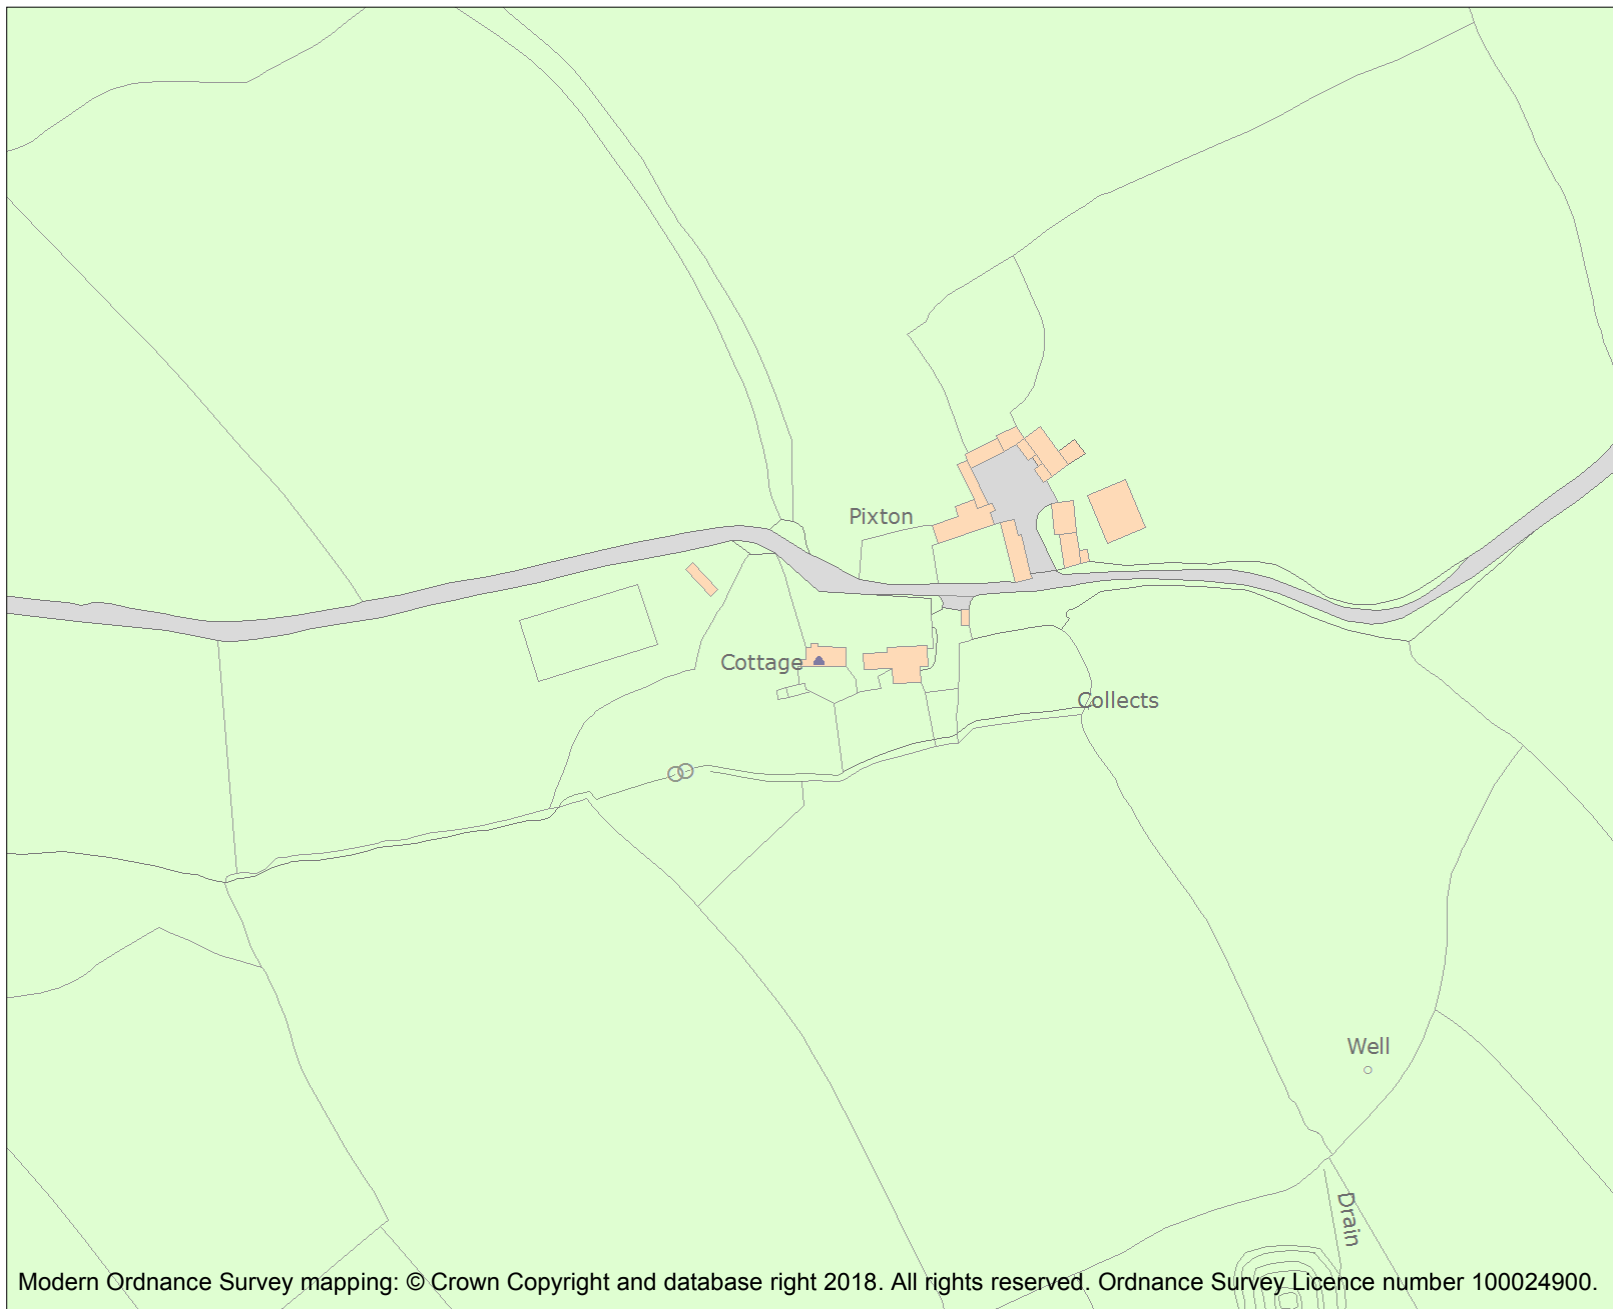 Pixton
Cottage
Collects
Well
Drain
Modern Ordnance Survey mapping: © Crown Copyright and database right 2018. All rights reserved. Ordnance Survey Licence number 100024900.